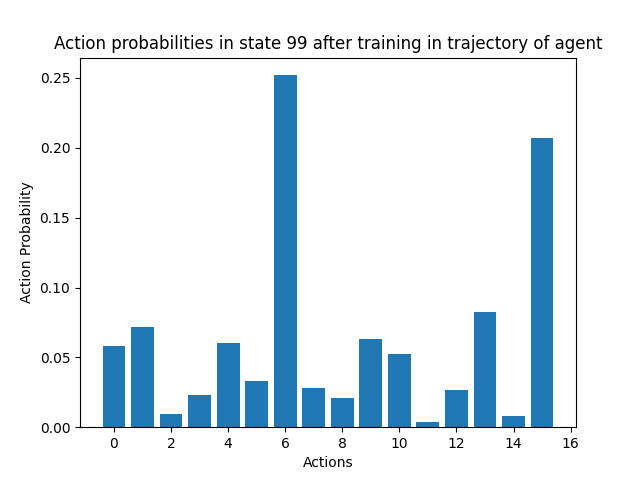 Action probabilities in state 99 after training in trajectory of agent
0.25
0.20
0.15
0.10
0.05
0.00
Action Probability
0 2 4 6 8 10 12 14 16
Actions